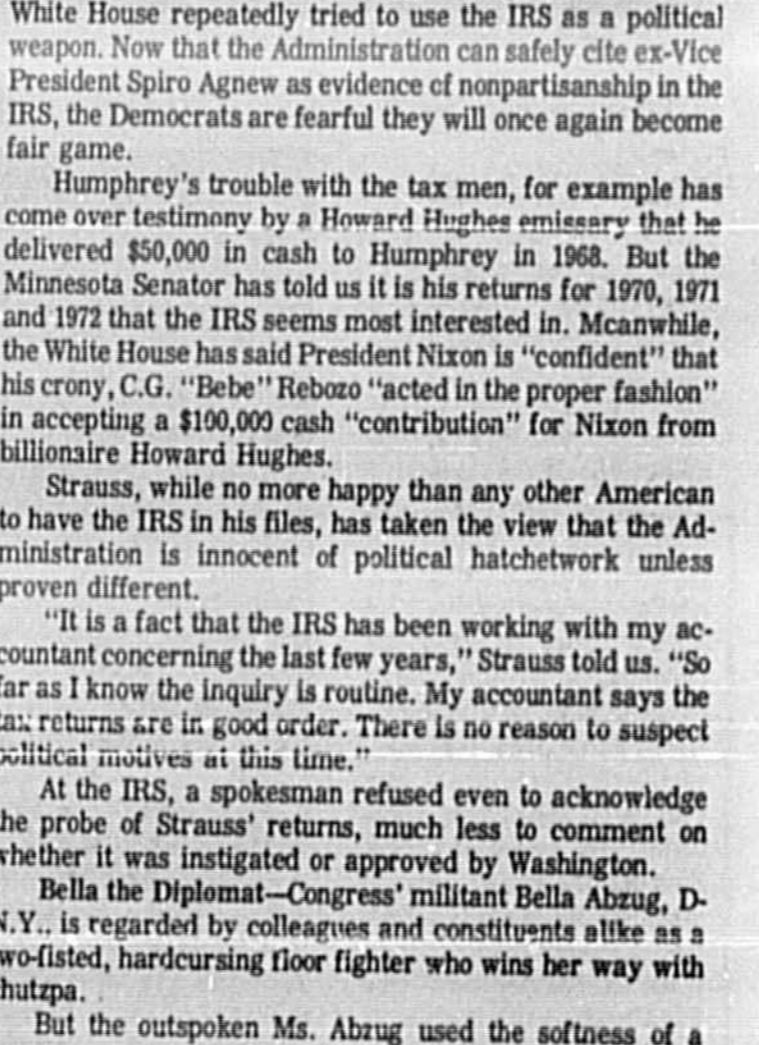 White House repeatedly tried to use the IRS as a political
weapon. Now that the Administration can safely cite ex-Vice
President Spiro Agnew as evidence of nonpartisanship in the
IRS, the Democrats are fearful they will once again become
fair game.
Humphrey's trouble with the tax men, for example has
come over testimony by a Howard Hughes emissary that he
delivered $50,000 in cash to Humphrey in 1968. But the
Minnesota Senator has told us it is his returns for 1970, 1971
and 1972 that the IRS seems most interested in. Meanwhile,
the White House has said President Nixon is "confident" that
his crony, C.G. "Bebe" Rebozo "acted in the proper fashion"
in accepting a $100,000 cash "contribution" for Nixon from
billionaire Howard Hughes.
Strauss, while no more happy than any other American
to have the IRS in his files, has taken the view that the Ad-
ministration is innocent of political hatchetwork unless
proven different.
"It is a fact that the IRS has been working with my ac-
countant concerning the last few years," Strauss told us. "So
far as I know the inquiry is routine. My accountant says the
tax returns are in good order. There is no reason to suspect
political motives at this time."
At the IRS, a spokesman refused even to acknowledge
he probe of Strauss' returns, much less to comment on
whether it was instigated or approved by Washington.
Bella the Diplomat—Congress' militant Bella Abzug, D-
N.Y., is regarded by colleagues and constituents alike as a
wo-fisted, hardcursing floor fighter who wins her way with
hutzpa.
But the outspoken Ms. Abzug used the softness of a